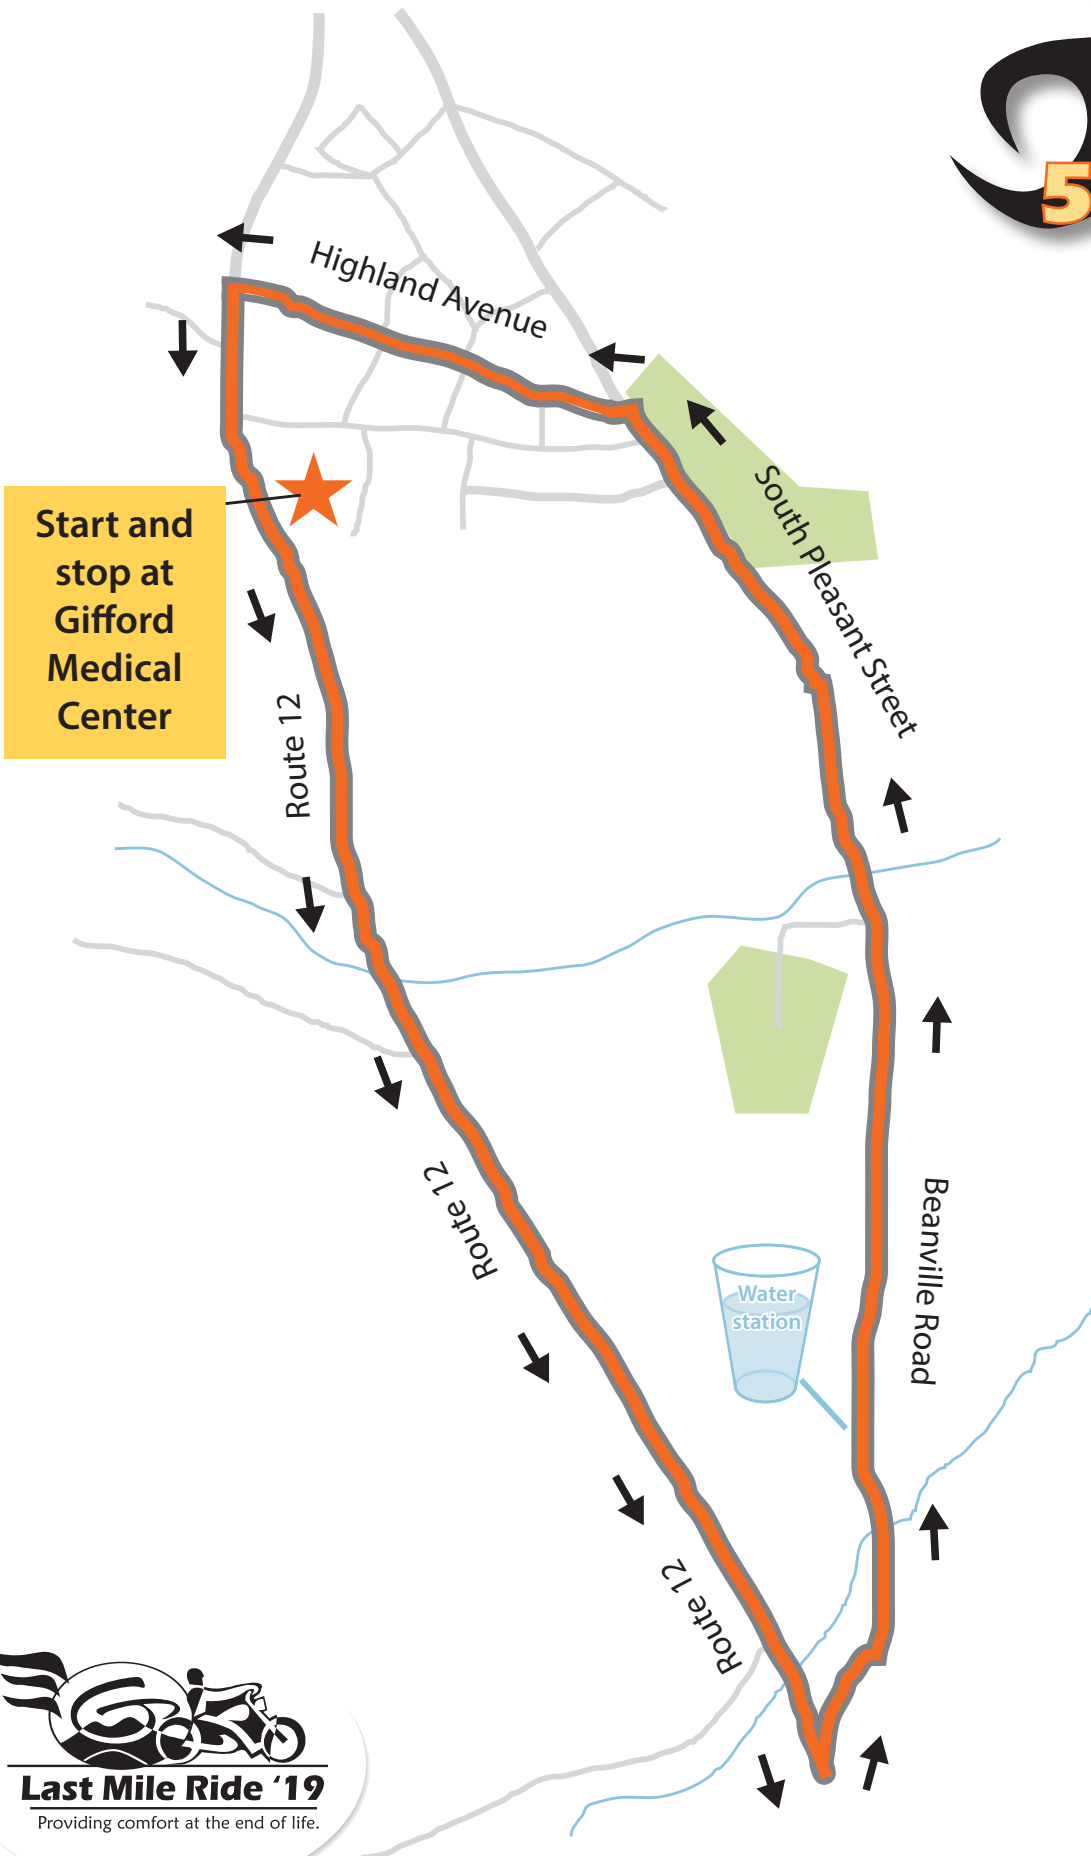 5
Highland Avenue
South Pleasant Street
Start and
stop at
Gifford
Medical
Center
Route 12
Route 12
Beanville Road
Water
station
Route 12
Last Mile Ride ‘19
Providing comfort at the end of life.